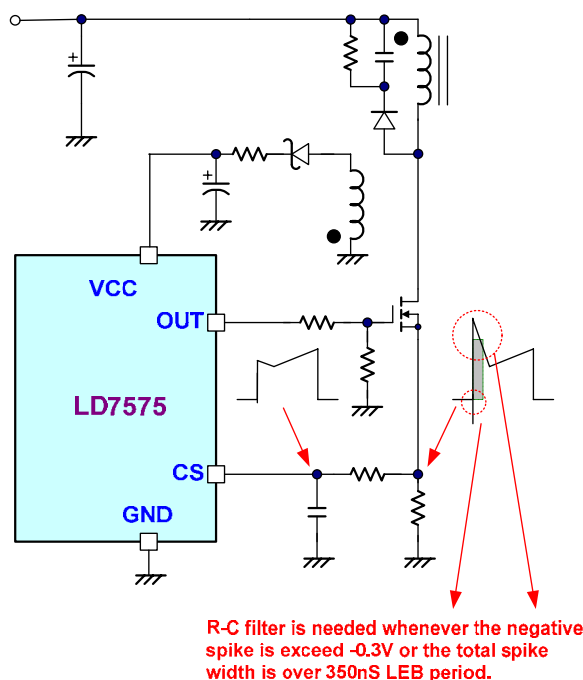 VCC
OUT
LD7575
CS
GND
R-C filter is needed whenever the negative
spike is exceed -0.3V or the total spike
width is over 350nS LEB period.